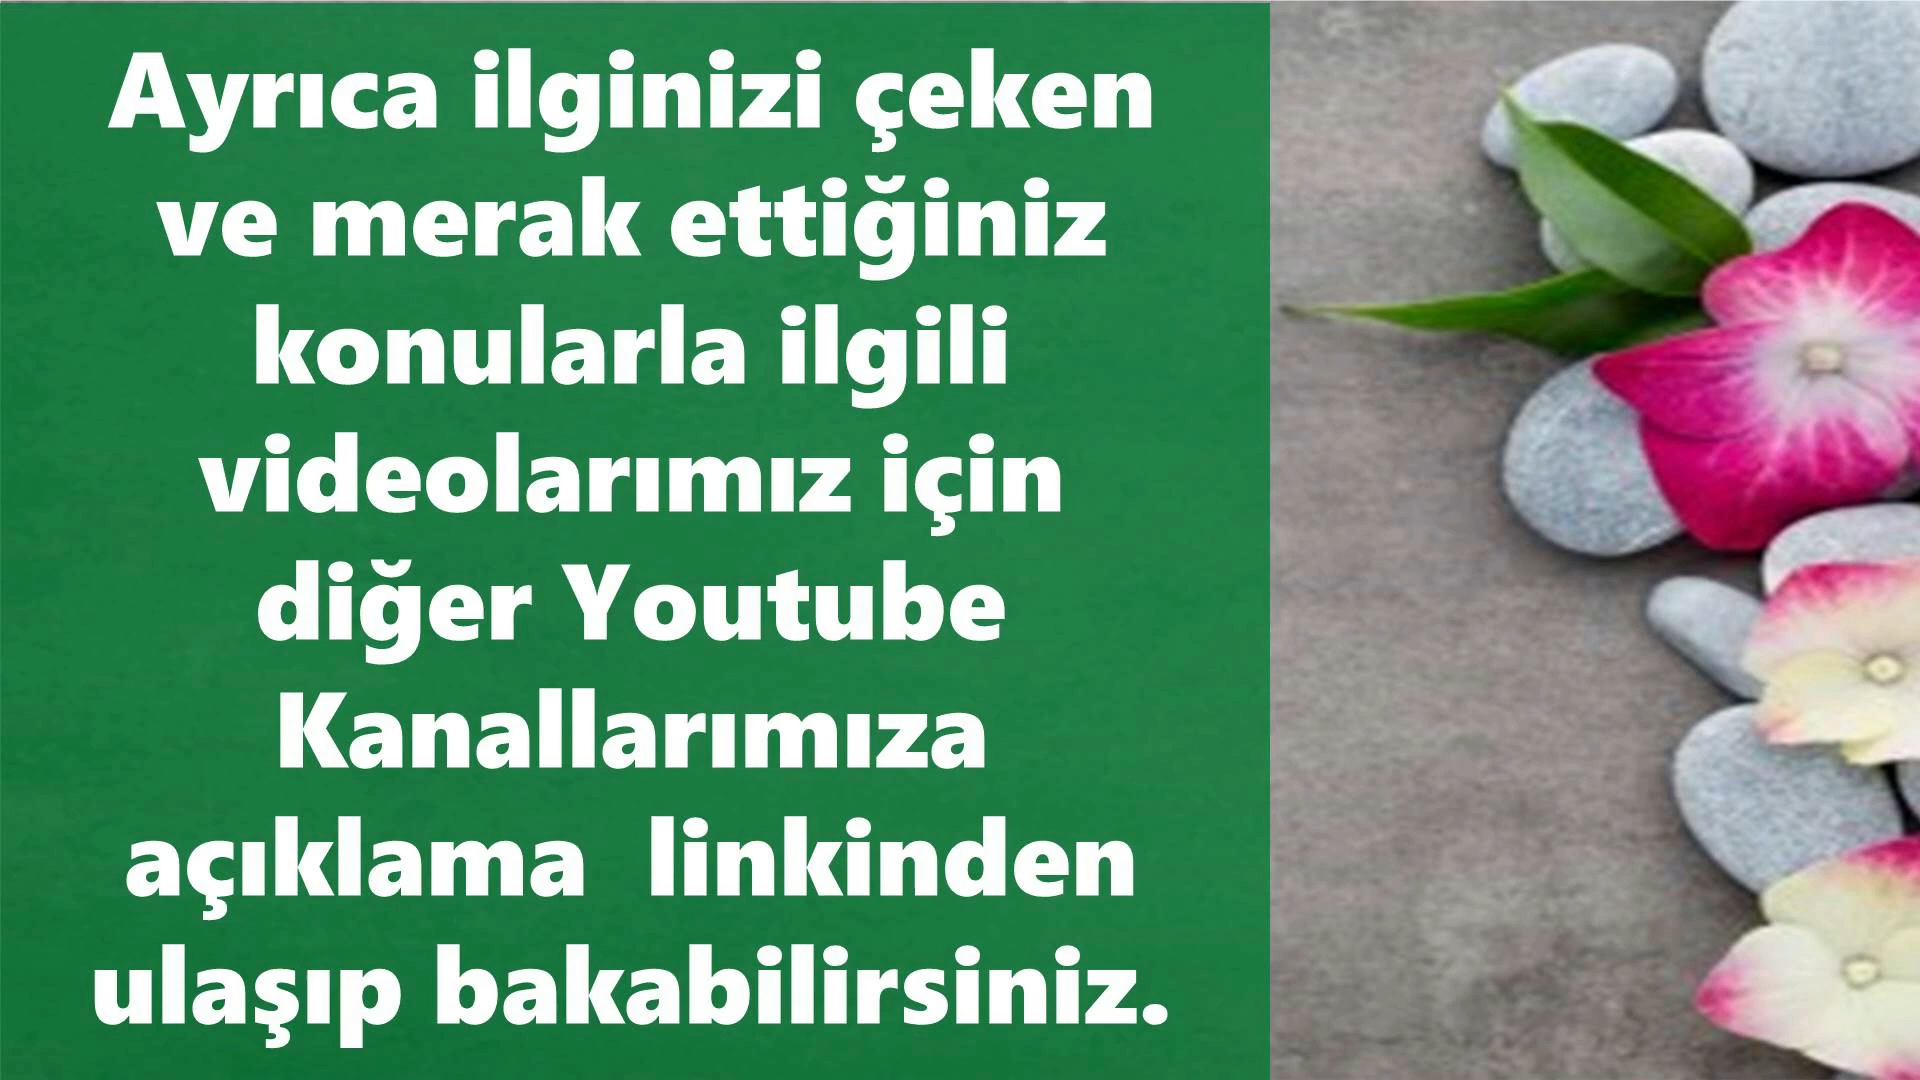 Ayrıca ilginizi çeken
ve merak ettiğiniz
konularla ilgili
videolarımız için
diğer Youtube
Kanallarımıza
açıklama  linkinden
ulaşıp bakabilirsiniz.